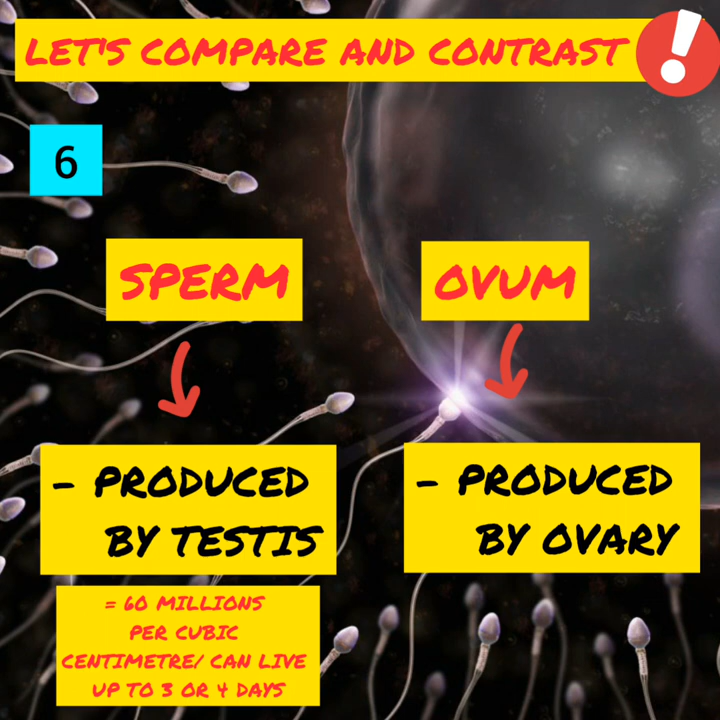 LET'S COMPARE AND CONTRAST
6
SPERM
OVUM
- PRODUCED
BY TESTIS
- PRODUCED
BY OVARY
= 60 MILLIONS
PER CUBIC
CENTIMETRE/ CAN LIVE
UP TO 3 OR 4 DAYS